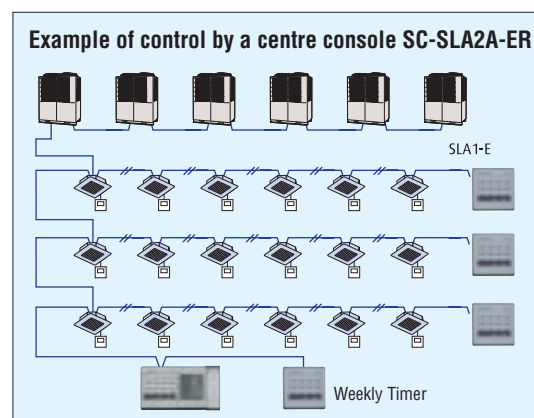 Example of control by a centre console SC-SLA2A-ER
SLA1-E
Weekly Timer